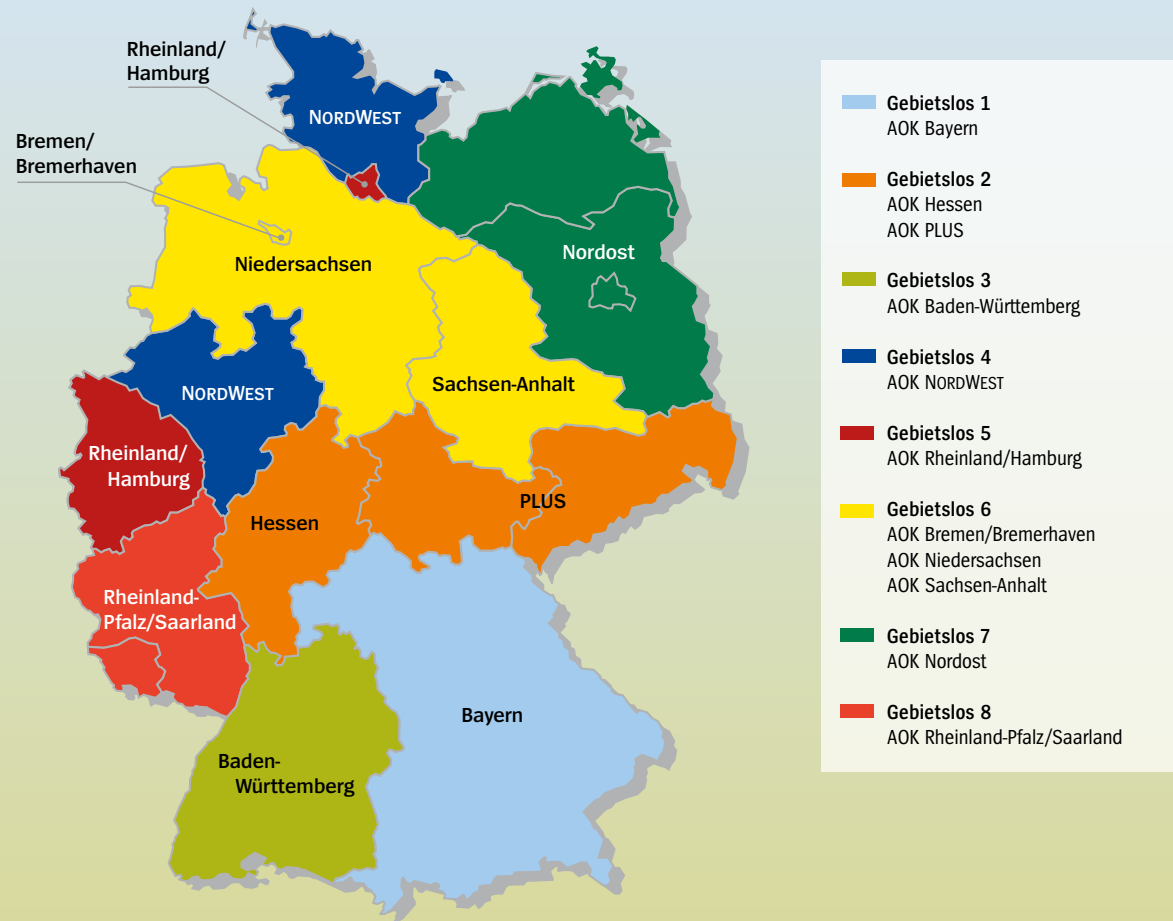 Rheinland/
Hamburg
NORDWEST
Bremen/
Bremerhaven
Niedersachsen
Nordost
Sachsen-Anhalt
NORDWEST
Rheinland/
Hamburg
Hessen
PLUS
Rheinland-
Pfalz/Saarland
Bayern
Baden-
Württemberg
Gebietslos 1
AOK Bayern
Gebietslos 2
AOK Hessen
AOK PLUS
Gebietslos 3
AOK Baden-Württemberg
Gebietslos 4
AOK NORDWEST
Gebietslos 5
AOK Rheinland/Hamburg
Gebietslos 6
AOK Bremen/Bremerhaven
AOK Niedersachsen
AOK Sachsen-Anhalt
Gebietslos 7
AOK Nordost
Gebietslos 8
AOK Rheinland-Pfalz/Saarland